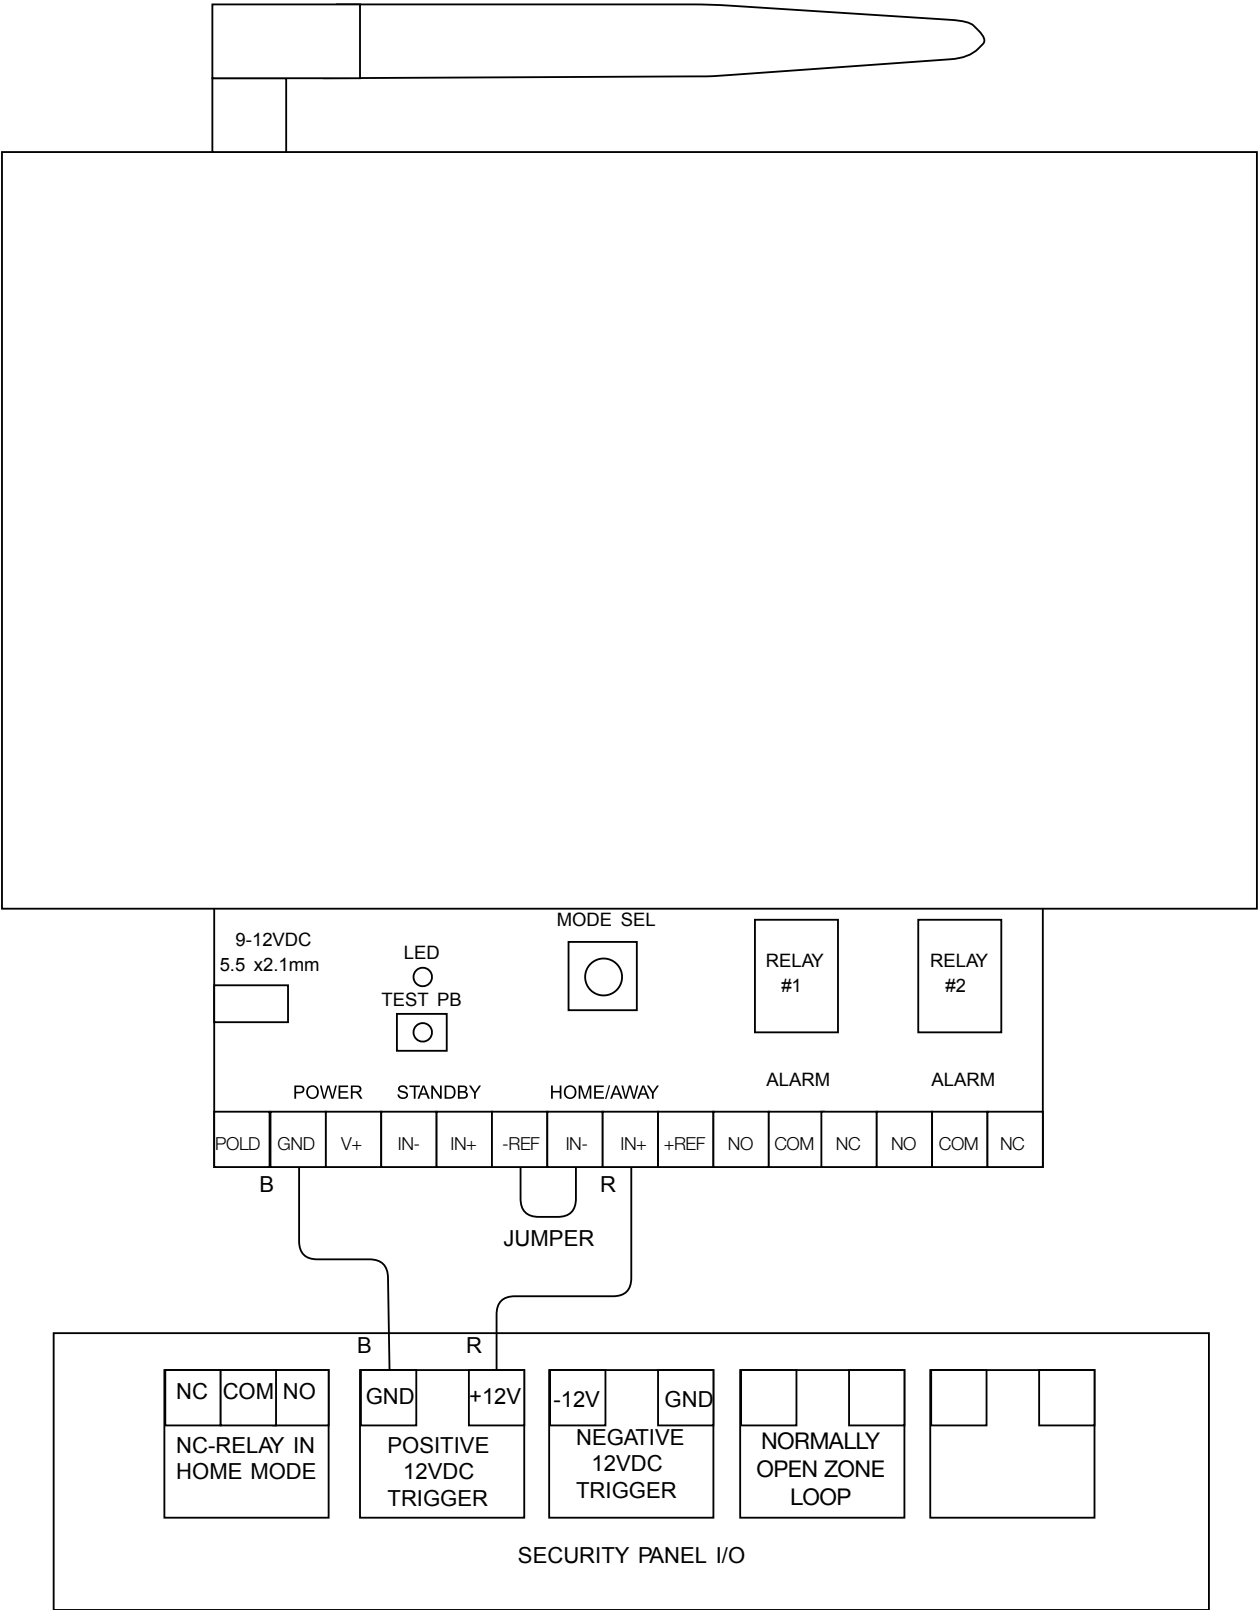 MODE SEL
9-12VDC
5.5 x2.1mm
LED
TEST PB
RELAY
#1
RELAY
#2
ALARM
ALARM
POWER
STANDBY
HOME/AWAY
POLD GND V+ IN- IN+ -REF IN- IN+ +REF NO COM NC NO COM NC
B
R
JUMPER
B
R
NC COM NO
NC-RELAY IN
HOME MODE
GND +12V
POSITIVE
12VDC
TRIGGER
-12V GND
NEGATIVE
12VDC
TRIGGER
NORMALLY
OPEN ZONE
LOOP
SECURITY PANEL I/O